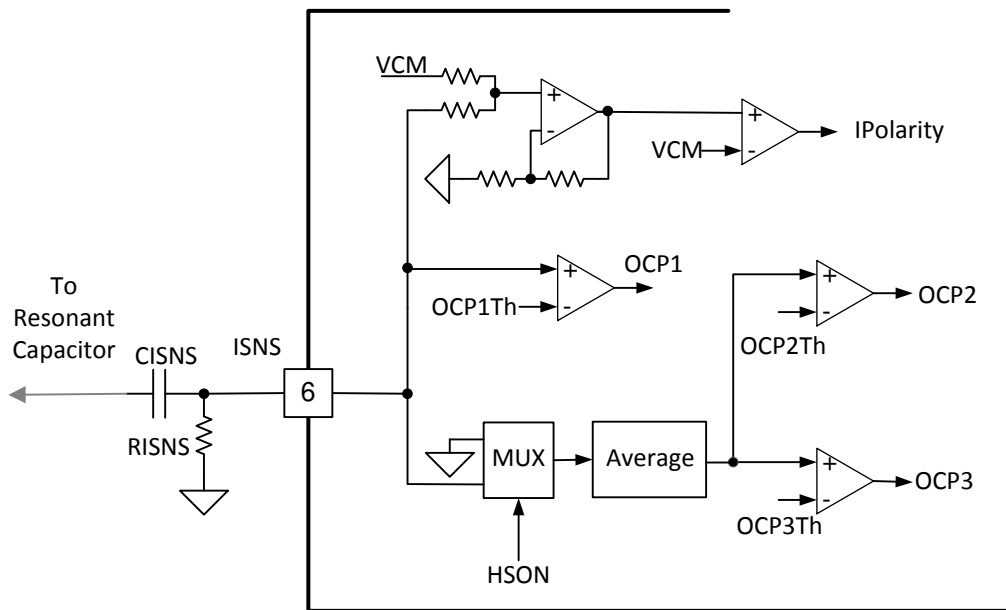 VCM
+
-
+
VCM
-
IPolarity
+
OCP1
OCP1Th
-
+
OCP2
-
OCP2Th
To
Resonant
Capacitor
CISNS
ISNS
6
RISNS
MUX
Average
+
OCP3
-
OCP3Th
HSON